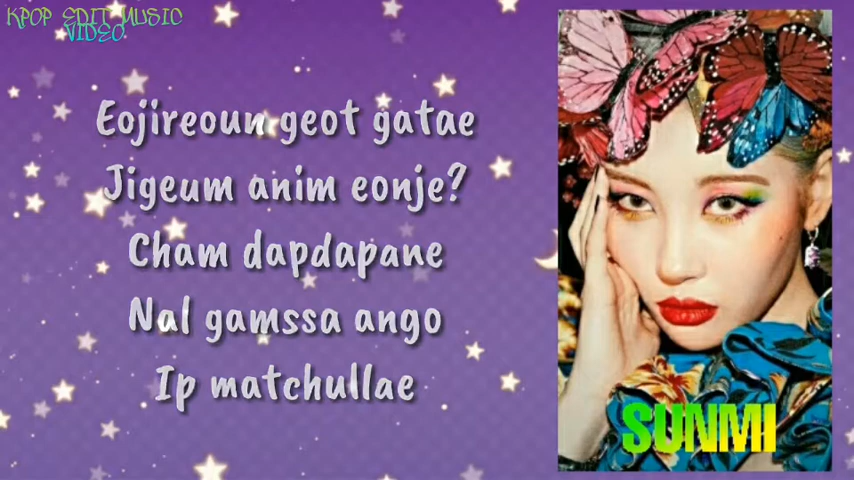 KPOP EDIT MUSIC
VIDEO
Eojireoun geot gatae
Jigeum anim eonje?
Cham dapdapane
Nal gamssa ango
Ip matchullae
SUNMI